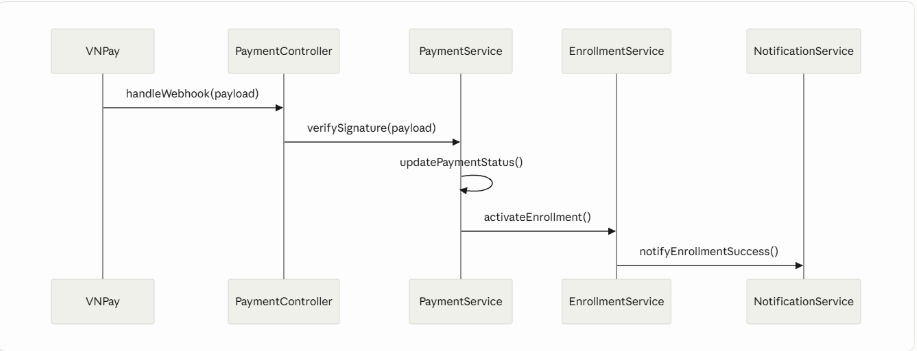 VNPay
PaymentController
PaymentService
EnrollmentService
NotificationService
handleWebhook(payload)
verifySignature(payload)
updatePaymentStatus()
activateEnrollment()
notifyEnrollmentSuccess()
VNPay
PaymentController
PaymentService
EnrollmentService
NotificationService